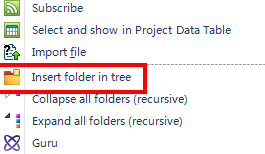 Subscribe
Select and show in Project Data Table
Import file
Insert folder in tree
Collapse all folders (recursive)
Expand all folders (recursive)
Guru